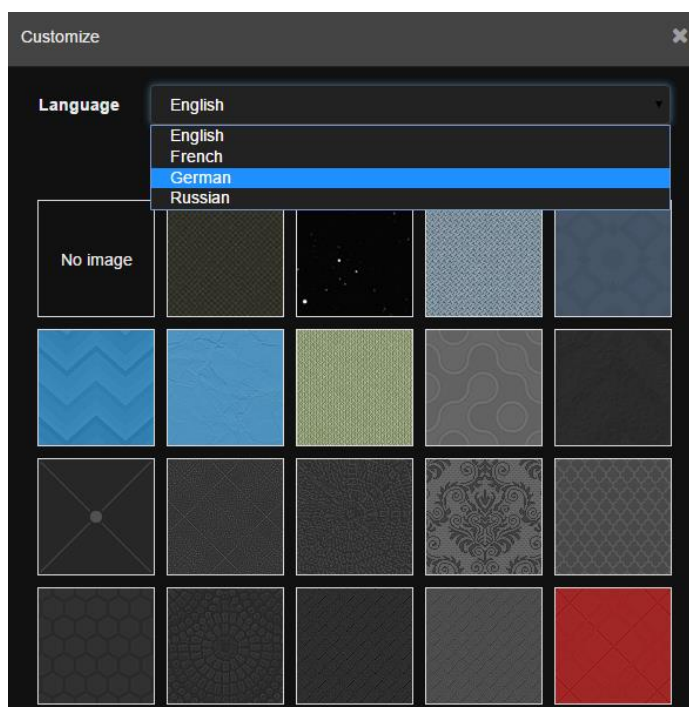 Customize
Language English
English
French
German
Russian
No image